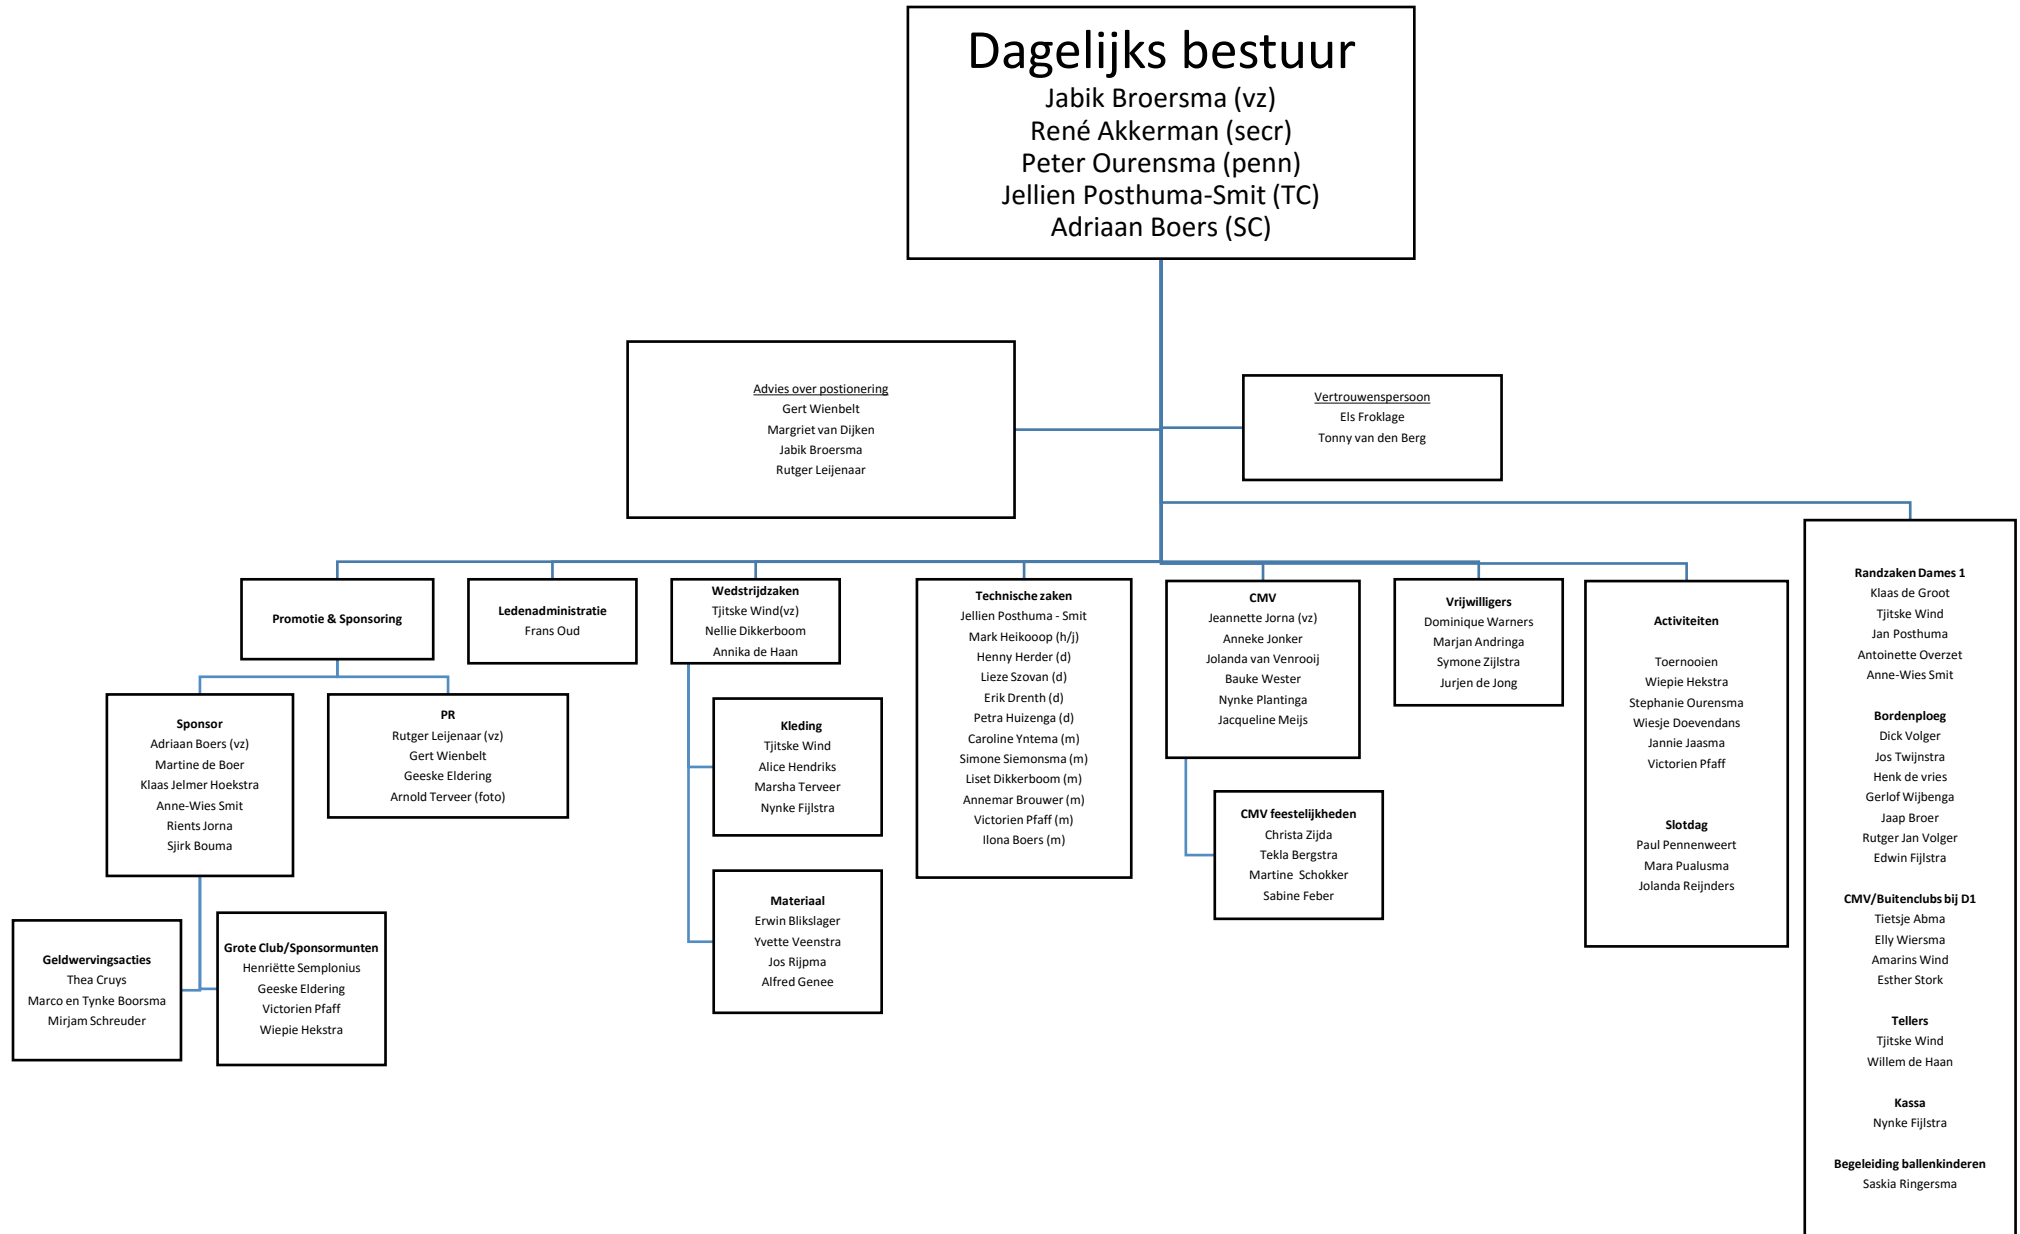 Dagelijks bestuur
Jabik Broersma (vz)
René Akkerman (secr)
Peter Ourensma (penn)
Jellien Posthuma-Smit (TC)
Adriaan Boers (SC)
Advies over postionering
Gert Wienbelt
Margriet van Dijken
Jabik Broersma
Rutger Leijenaar
Vertrouwenspersoon
Els Froklage
Tonny van den Berg
Promotie & Sponsoring
Sponsor
Adriaan Boers (vz)
Martine de Boer
Klaas Jelmer Hoekstra
Anne-Wies Smit
Rients Jorna
Sjirk Bouma
PR
Rutger Leijenaar (vz)
Gert Wienbelt
Geeske Eldering
Arnold Terveer (foto)
Geldwervingsacties
Thea Cruys
Marco en Tynke Boorsma
Mirjam Schreuder
Grote Club/Sponsormunten
Henriëtte Semplonius
Geeske Eldering
Victorien Pfaff
Wiepie Hekstra
Ledenadministratie
Frans Oud
Wedstrijdzaken
Tjitske Wind(vz)
Nellie Dikkerboom
Annika de Haan
Kleding
Tjitske Wind
Alice Hendriks
Marsha Terveer
Nynke Fijlstra
Materiaal
Erwin Blikslager
Yvette Veenstra
Jos Rijpma
Alfred Genee
Technische zaken
Jellien Posthuma - Smit
Mark Heikooop (h/j)
Henny Herder (d)
Lieze Szovan (d)
Erik Drenth (d)
Petra Huizenga (d)
Caroline Yntema (m)
Simone Siemonsma (m)
Liset Dikkerboom (m)
Annemar Brouwer (m)
Victorien Pfaff (m)
Ilona Boers (m)
CMV
Jeannette Jorna (vz)
Anneke Jonker
Jolanda van Venrooij
Bauke Wester
Nynke Plantinga
Jacqueline Meijs
CMV feestelijkheden
Christa Zijda
Tekla Bergstra
Martine  Schokker
Sabine Feber
Vrijwilligers
Dominique Warners
Marjan Andringa
Symone Zijlstra
Jurjen de Jong
Activiteiten
Toernooien
Wiepie Hekstra
Stephanie Ourensma
Wiesje Doevendans
Jannie Jaasma
Victorien Pfaff
Slotdag
Paul Pennenweert
Mara Pualusma
Jolanda Reijnders
Randzaken Dames 1
Klaas de Groot
Tjitske Wind
Jan Posthuma
Antoinette Overzet
Anne-Wies Smit
Bordenploeg
Dick Volger
Jos Twijnstra
Henk de vries
Gerlof Wijbenga
Jaap Broer
Rutger Jan Volger
Edwin Fijlstra
CMV/Buitenclubs bij D1
Tietsje Abma
Elly Wiersma
Amarins Wind
Esther Stork
Tellers
Tjitske Wind
Willem de Haan
Kassa
Nynke Fijlstra
Begeleiding ballenkinderen
Saskia Ringersma